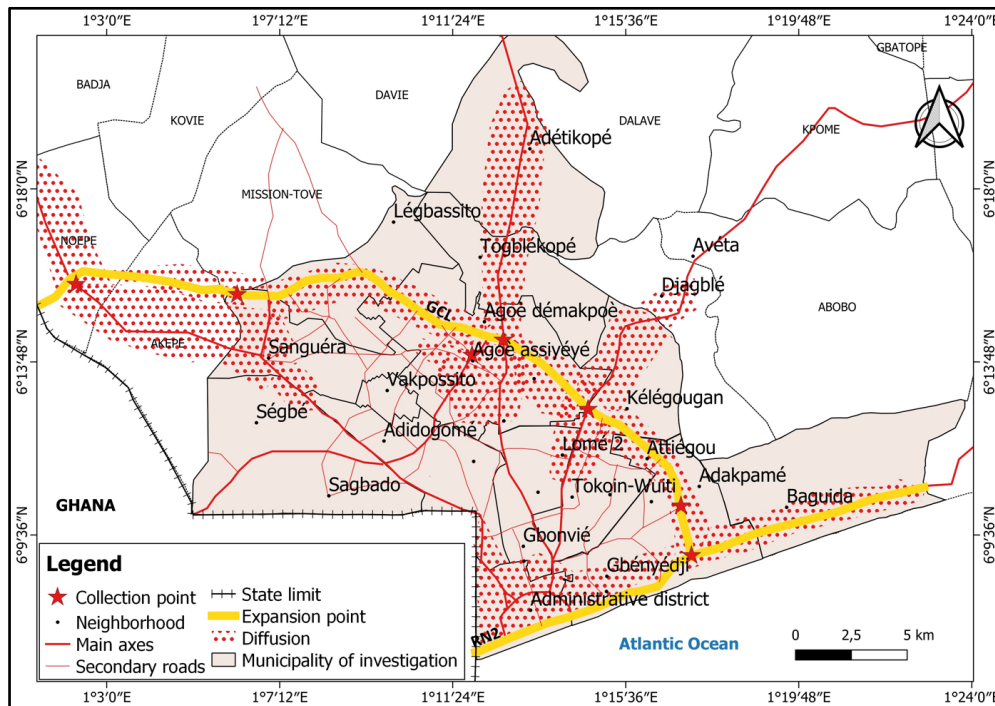 1°3'0"E 1°7'12"E 1°11'24"E 1°15'36"E 1°19'48"E 1°24'0"E
GBATOPE
BADJA
DAVIE
KOVIE
DALAVE
KPOME
Adétikopé
6°18'0"N
6°18'0"N
MISSION-TOVE
Légbassito
NOEPE
Togblékopé
Avéta
Djagblé
GCL
Agoè démakpoè
ABOBO
AKEPE
Sanguéra
Agoè assiyéyé
6°13'48"N
6°13'48"N
Vakpossito
Kélégougan
Ségbé
Adidogomé
Lomé 2
Attiégou
Sagbado
Tokoin-Wuiti
Adakpamé
Baguida
GHANA
6°9'36"N
6°9'36"N
Gbonvié
Gbényédji
Administrative district
RN2
Atlantic Ocean
Legend
Collection point
Neighborhood
Main axes
Secondary roads
State limit
Expansion point
Diffusion
Municipality of investigation
0 2,5 5 km
1°3'0"E 1°7'12"E 1°11'24"E 1°15'36"E 1°19'48"E 1°24'0"E